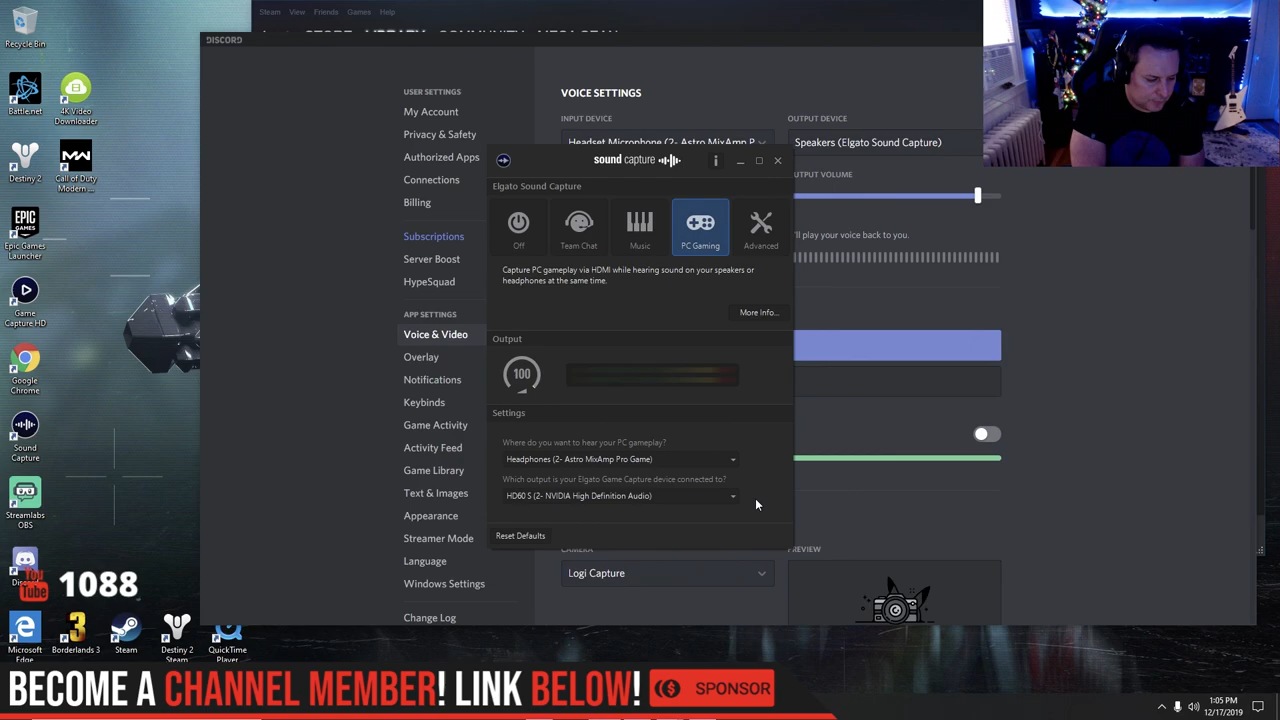 Steam View Friends Games Help
DISCORD
Recycle Bin
Battle.net
4K Video
Downloader
Destiny 2
Call of Duty
Modern ...
Epic Games
Launcher
Game
Capture HD
Google
Chrome
Sound
Capture
Streamlabs
OBS
YouTube 1088
Microsoft
Edge
Borderlands 3
Steam
Destiny 2
Steam
QuickTime
Player
USER SETTINGS
My Account
Privacy & Safety
Authorized Apps
Connections
Billing
Subscriptions
Server Boost
HypeSquad
APP SETTINGS
Voice & Video
Overlay
Notifications
Keybinds
Game Activity
Activity Feed
Game Library
Text & Images
Appearance
Streamer Mode
Language
Windows Settings
Change Log
VOICE SETTINGS
INPUT DEVICE
OUTPUT DEVICE
Headset Microphone (2- Astro MixAmp P
Speakers (Elgato Sound Capture)
UTPUT VOLUME
'll play your voice back to you.
sound capture
Elgato Sound Capture
Off
Team Chat
Music
PC Gaming
Advanced
Capture PC gameplay via HDMI while hearing sound on your speakers or
headphones at the same time.
More Info...
Output
100
Settings
Where do you want to hear your PC gameplay?
Headphones (2- Astro MixAmp Pro Game)
Which output is your Elgato Game Capture device connected to?
HD60 S (2- NVIDIA High Definition Audio)
Reset Defaults
CAMERA
PREVIEW
Logi Capture
BECOME A CHANNEL MEMBER! LINK BELOW! SPONSOR
1:05 PM
12/17/2019